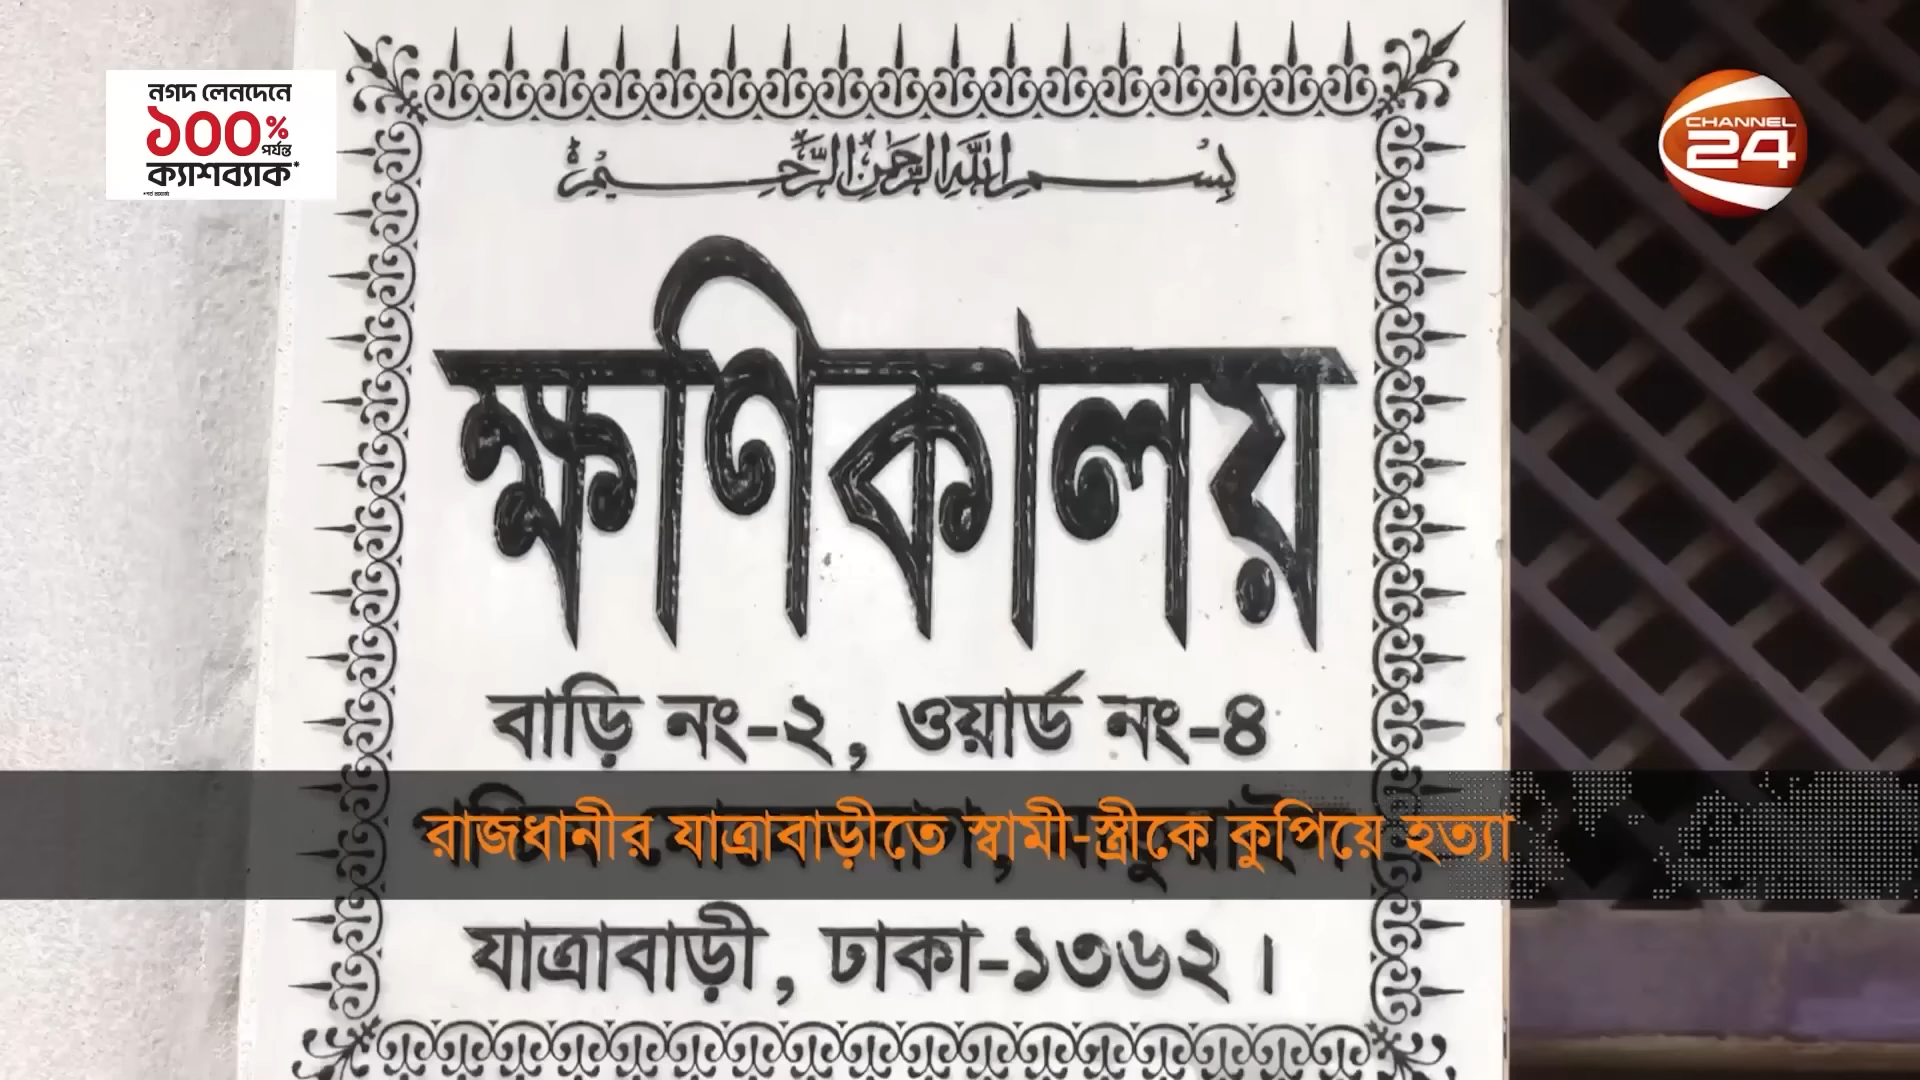 নগদ লেনদেনে
১০০%
পর্যন্ত
ক্যাশব্যাক*
CHANNEL
24
بسم الله الرحمن الرحيم
ক্ষণিকালয়
বাড়ি নং-২, ওয়ার্ড নং-৪
রাজধানীর যাত্রাবাড়ীতে স্বামী-স্ত্রীকে কুপিয়ে হত্যা
যাত্রাবাড়ী, ঢাকা-১৩৬২।